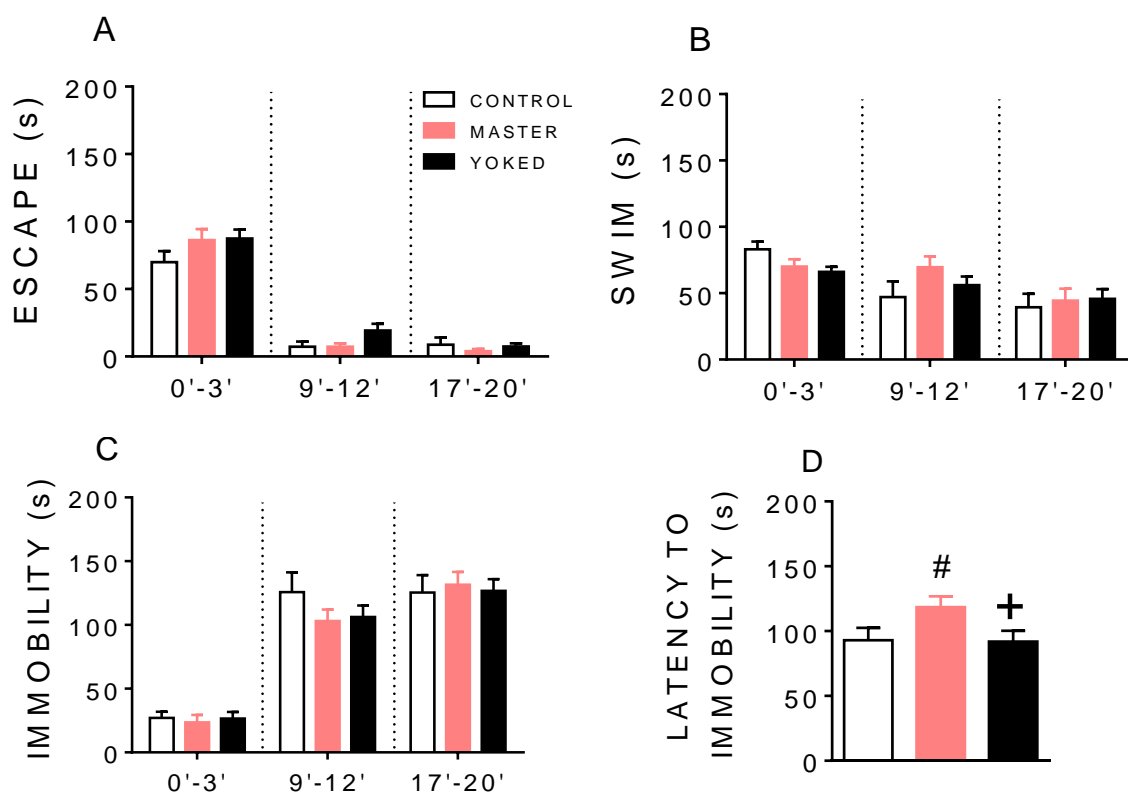 A
ESCAPE (s)
200
150
100
50
0
0'-3'
9'-12'
17'-20'
CONTROL
MASTER
YOKED
B
SWIM (s)
200
150
100
50
0
0'-3'
9'-12'
17'-20'
C
IMMOBILITY (s)
200
150
100
50
0
0'-3'
9'-12'
17'-20'
D
LATENCY TO
IMMOBILITY (s)
200
150
100
50
0
#
+